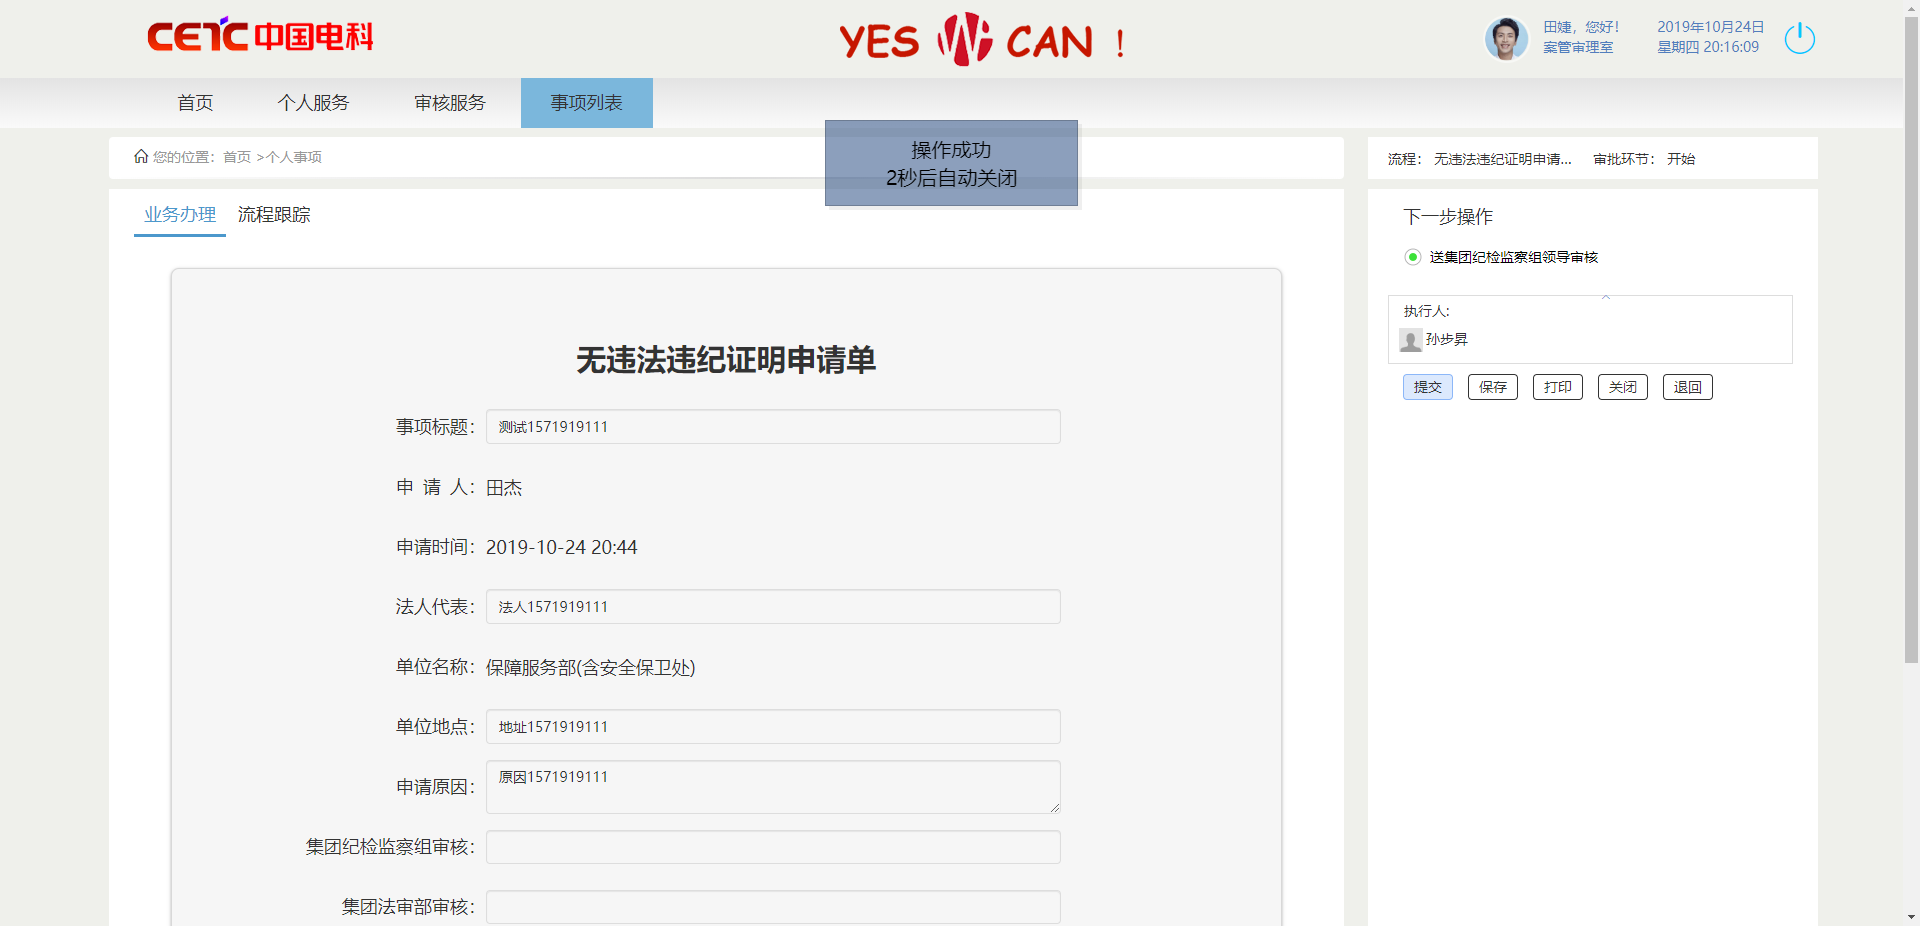 CETC中国电科
YES WIN CAN !
田婕，您好！
案管审理室
2019年10月24日
星期四 20:16:09
首页
个人服务
审核服务
事项列表
操作成功
2秒后自动关闭
您的位置：首页 >个人事项
业务办理
流程跟踪
无违法违纪证明申请单
事项标题：测试1571919111
申 请 人：田杰
申请时间：2019-10-24 20:44
法人代表：法人1571919111
单位名称：保障服务部(含安全保卫处)
单位地点：地址1571919111
申请原因：原因1571919111
集团纪检监察组审核：
集团法审部审核：
流程： 无违法违纪证明申请... 审批环节： 开始
下一步操作
送集团纪检监察组领导审核
执行人:
孙步昇
提交 保存 打印 关闭 退回